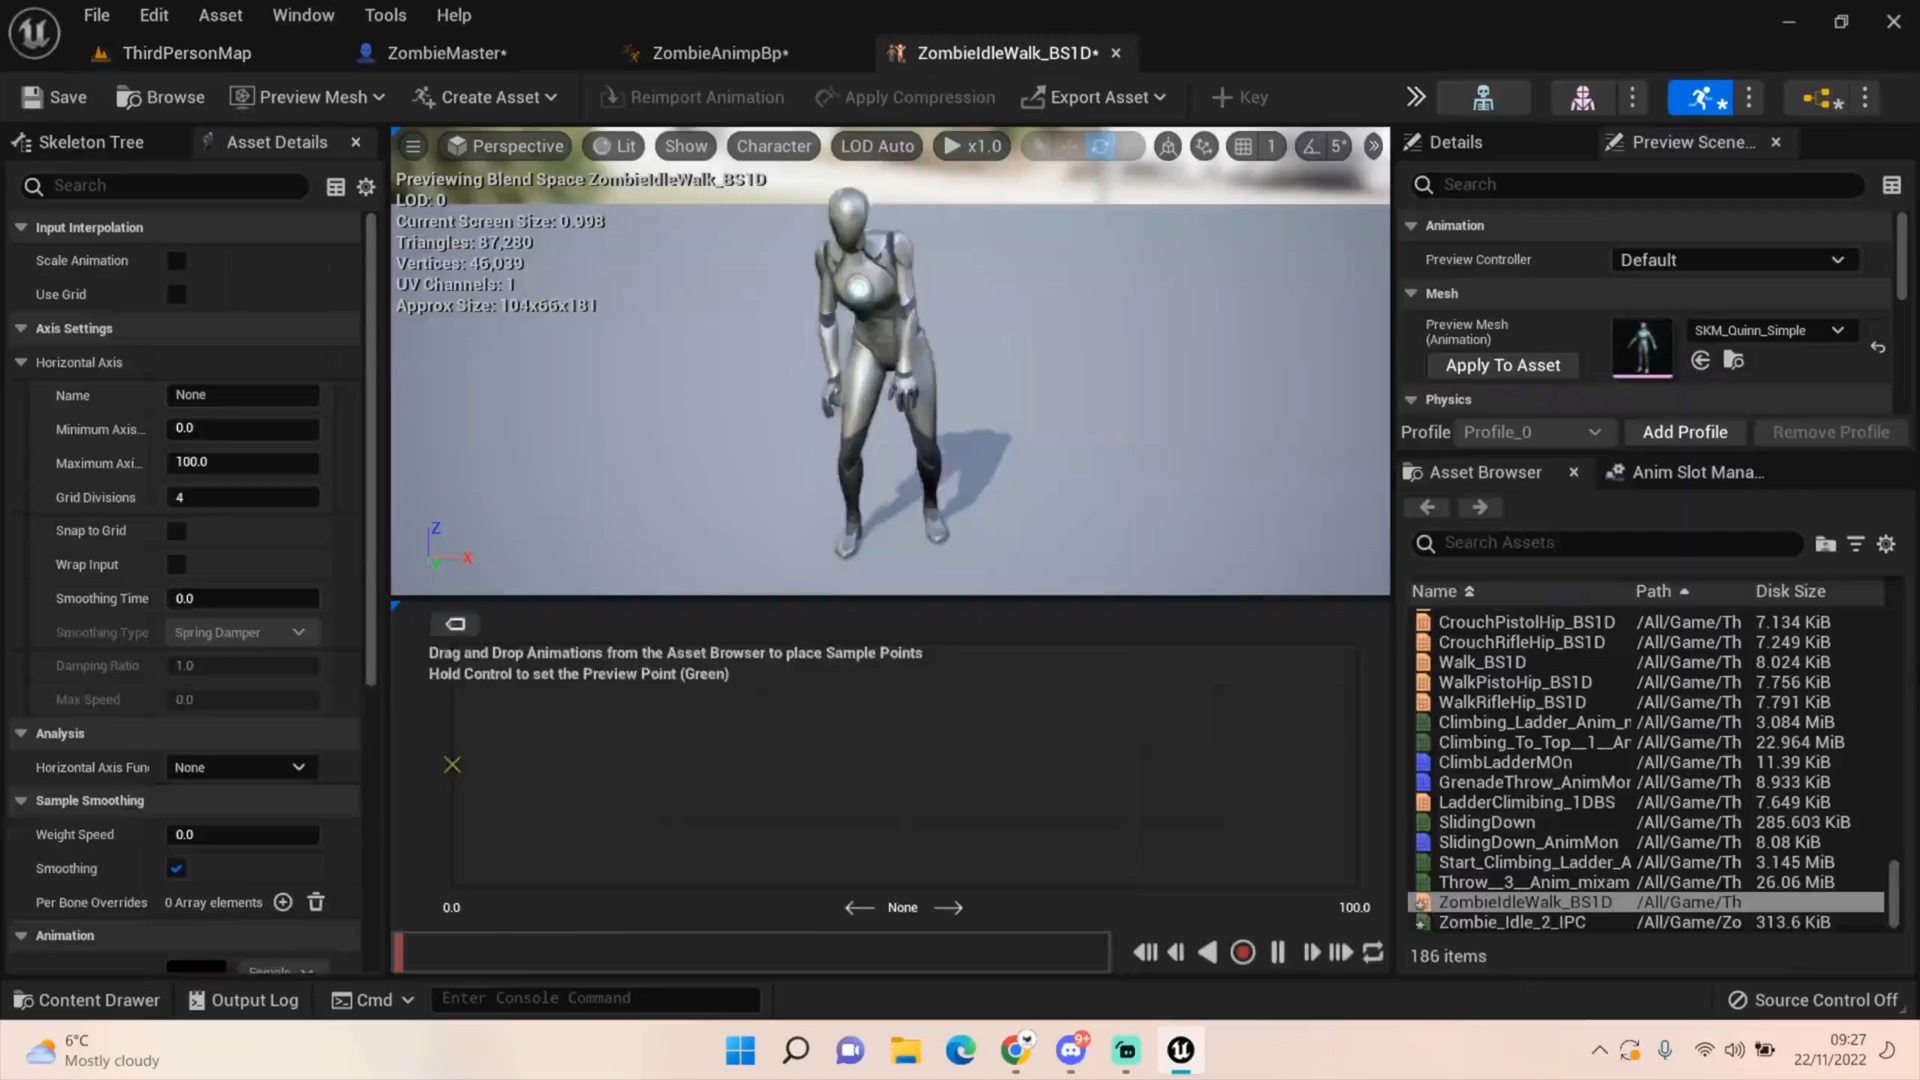 File Edit Asset Window Tools Help
ThirdPersonMap ZombieMaster* ZombieAnimpBp* ZombieIdleWalk_BS1D*
Save Browse Preview Mesh Create Asset Reimport Animation Apply Compression Export Asset Key
Skeleton Tree Asset Details
Search
Input Interpolation
Scale Animation
Use Grid
Axis Settings
Horizontal Axis
Name None
Minimum Axis... 0.0
Maximum Axi... 100.0
Grid Divisions 4
Snap to Grid
Wrap Input
Smoothing Time 0.0
Smoothing Type Spring Damper
Damping Ratio 1.0
Max Speed 0.0
Analysis
Horizontal Axis Fun None
Sample Smoothing
Weight Speed 0.0
Smoothing
Per Bone Overrides 0 Array elements
Animation
Perspective Lit Show Character LOD Auto x1.0 1 5°
Previewing Blend Space ZombieIdleWalk_BS1D
LOD: 0
Current Screen Size: 0.998
Triangles: 87,280
Vertices: 46,039
UV Channels: 1
Approx Size: 104x66x181
Z
X
Y
Drag and Drop Animations from the Asset Browser to place Sample Points
Hold Control to set the Preview Point (Green)
0.0 None 100.0
Details Preview Scene...
Search
Animation
Preview Controller Default
Mesh
Preview Mesh
(Animation)
SKM_Quinn_Simple
Apply To Asset
Physics
Profile Profile_0 Add Profile Remove Profile
Asset Browser Anim Slot Mana...
Search Assets
Name Path Disk Size
CrouchPistolHip_BS1D /All/Game/Th 7.134 KiB
CrouchRifleHip_BS1D /All/Game/Th 7.249 KiB
Walk_BS1D /All/Game/Th 8.024 KiB
WalkPistoHip_BS1D /All/Game/Th 7.756 KiB
WalkRifleHip_BS1D /All/Game/Th 7.791 KiB
Climbing_Ladder_Anim_r /All/Game/Th 3.084 MiB
Climbing_To_Top__1__Ar /All/Game/Th 22.964 MiB
ClimbLadderMOn /All/Game/Th 11.39 KiB
GrenadeThrow_AnimMor /All/Game/Th 8.933 KiB
LadderClimibing_1DBS /All/Game/Th 7.649 KiB
SlidingDown /All/Game/Th 285.603 KiB
SlidingDown_AnimMon /All/Game/Th 8.08 KiB
Start_Climbing_Ladder_A /All/Game/Th 3.145 MiB
Throw__3__Anim_mixam /All/Game/Th 26.06 MiB
ZombieIdleWalk_BS1D /All/Game/Th
Zombie_Idle_2_IPC /All/Game/Zo 313.6 KiB
186 items
Content Drawer Output Log Cmd Enter Console Command Source Control Off
6°C
Mostly cloudy
9+
09:27
22/11/2022